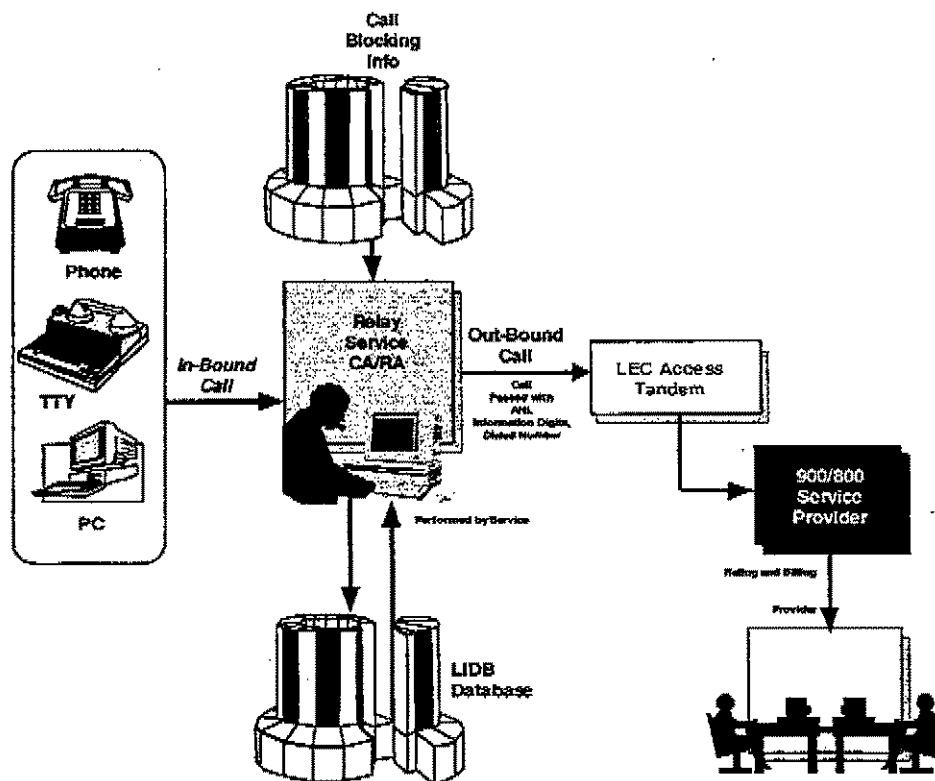 Call
Blocking
Info
Phone
TTY
PC
In-Bound
Call
Relay
Service
CA/RA
Out-Bound
Call
Call
Passed with
ANI,
Information Digits,
Dialed Number
LEC Access
Tandem
900/800
Service
Provider
Performed by Service
Rating and Billing
Provider
LIDB
Database